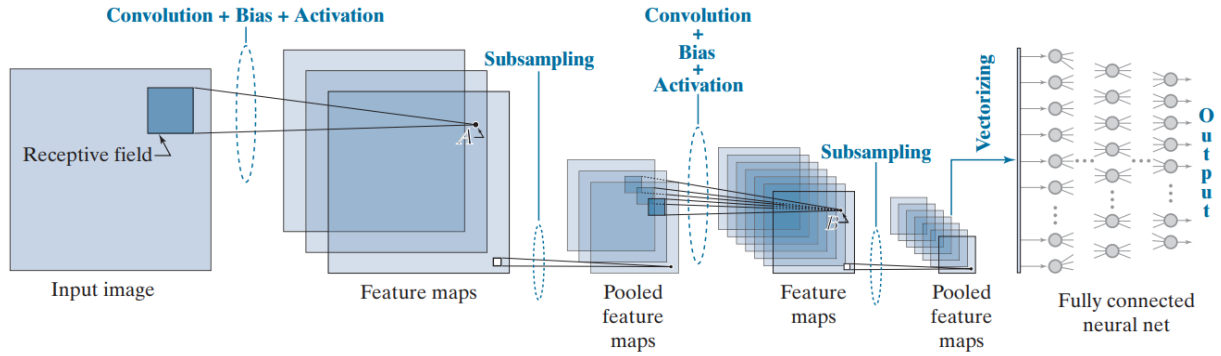 Convolution + Bias + Activation
Receptive field
Input image
A
Feature maps
Subsampling
Pooled
feature
maps
Convolution
+
Bias
+
Activation
B
Feature
maps
Subsampling
Pooled
feature
maps
Vectorizing
Fully connected
neural net
Output